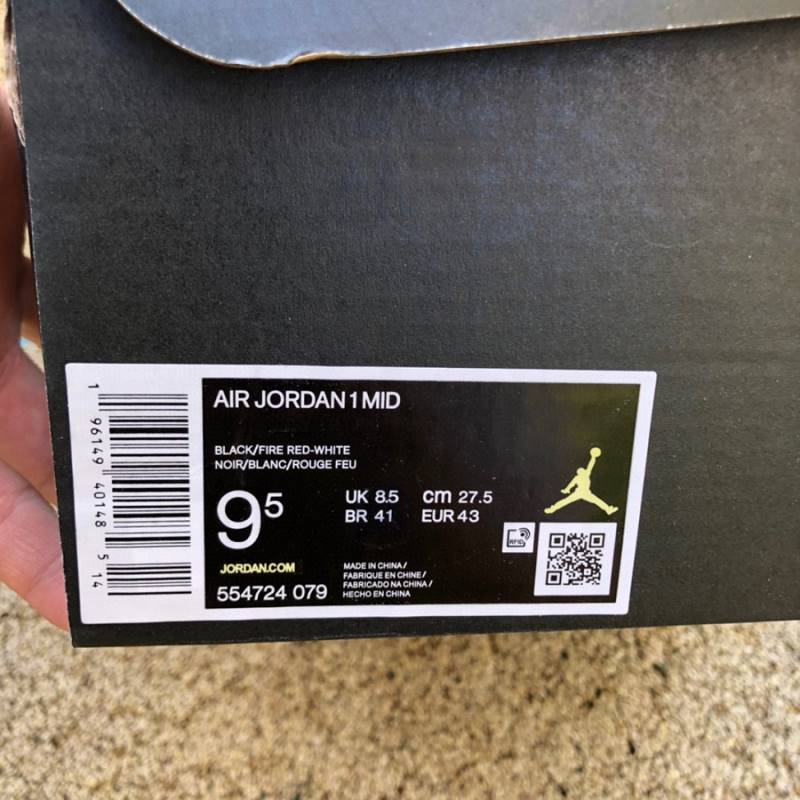 AIR JORDAN 1 MID
BLACK/FIRE RED-WHITE
NOIR/BLANC/ROUGE FEU
9⁵
UK 8.5 cm 27.5
BR 41 EUR 43
JORDAN.COM
554724 079
MADE IN CHINA /
FABRIQUE EN CHINE /
FABRICADO NA CHINA /
HECHO EN CHINA
RFID
1 96149 40148 5 14